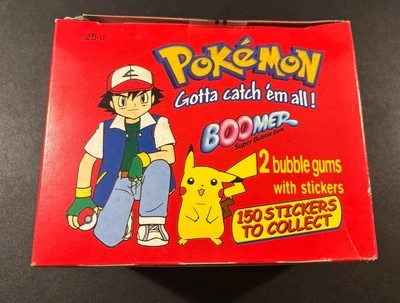 25 u
POKéMON
Gotta catch 'em all!
BOOMER
Super Bubble Gum
2 bubble gums
with stickers
150 STICKERS
TO COLLECT